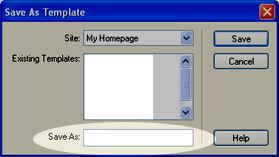 Save As Template
Site: My Homepage
Save
Existing Templates:
Cancel
Save As:
Help